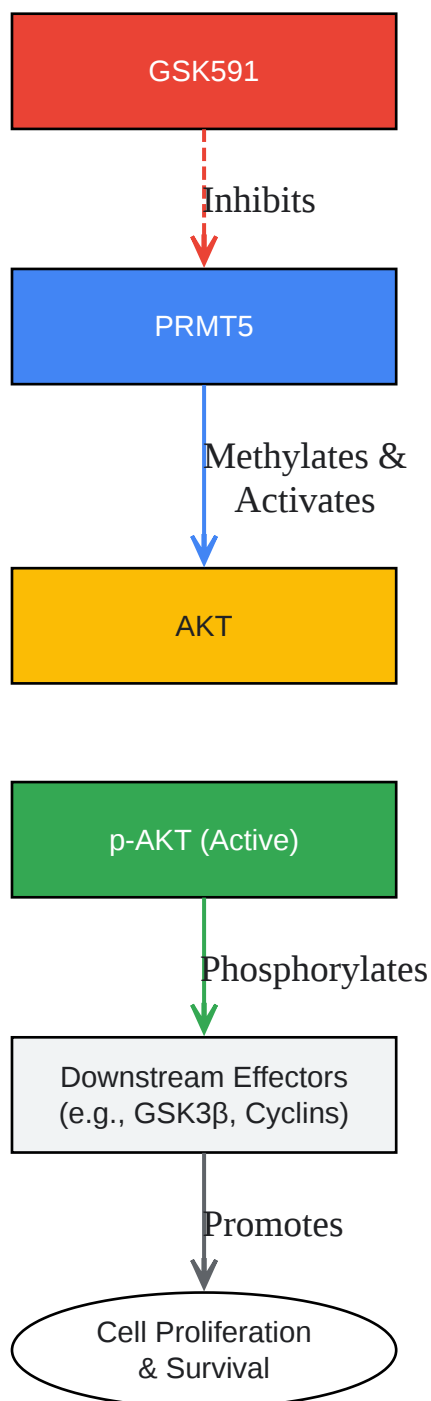 GSK591
Inhibits
PRMT5
Methylates &
Activates
AKT
p-AKT (Active)
Phosphorylates
Downstream Effectors
(e.g., GSK3β, Cyclins)
Promotes
Cell Proliferation
& Survival